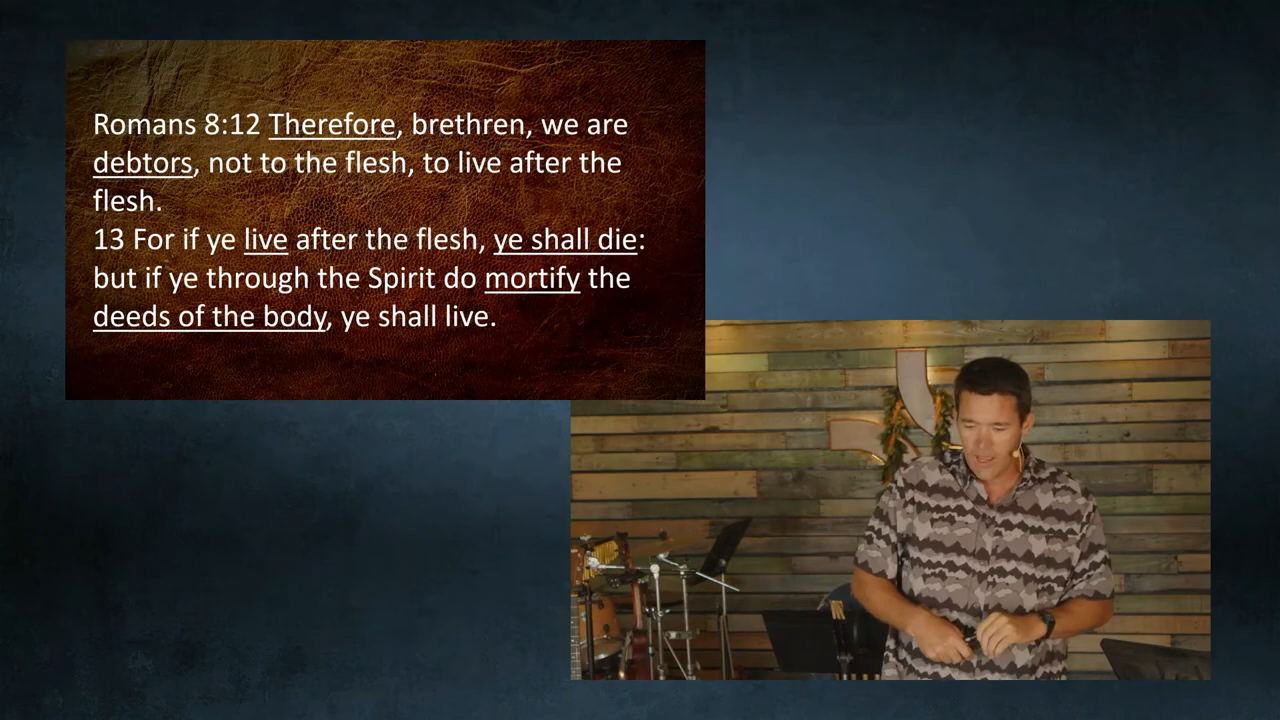 Romans 8:12 Therefore, brethren, we are
debtors, not to the flesh, to live after the
flesh.
13 For if ye live after the flesh, ye shall die:
but if ye through the Spirit do mortify the
deeds of the body, ye shall live.